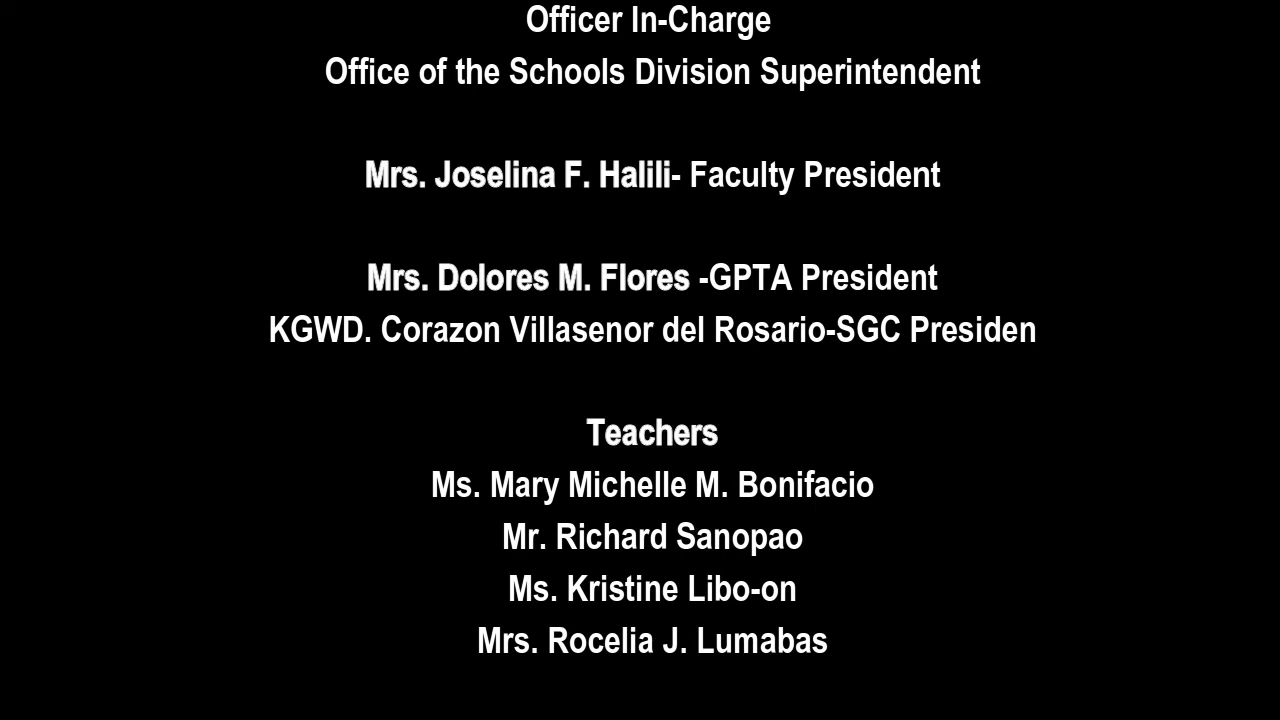 Officer In-Charge
Office of the Schools Division Superintendent
Mrs. Joselina F. Halili- Faculty President
Mrs. Dolores M. Flores -GPTA President
KGWD. Corazon Villasenor del Rosario-SGC Presiden
Teachers
Ms. Mary Michelle M. Bonifacio
Mr. Richard Sanopao
Ms. Kristine Libo-on
Mrs. Rocelia J. Lumabas